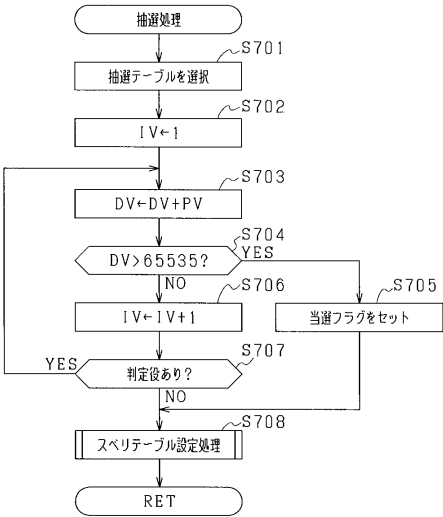 抽選処理
S701
抽選テーブルを選択
S702
IV←1
S703
DV←DV+PV
S704
DV>65535?
YES
NO
S705
当選フラグをセット
S706
IV←IV+1
S707
判定役あり?
YES
NO
S708
スベリテーブル設定処理
RET